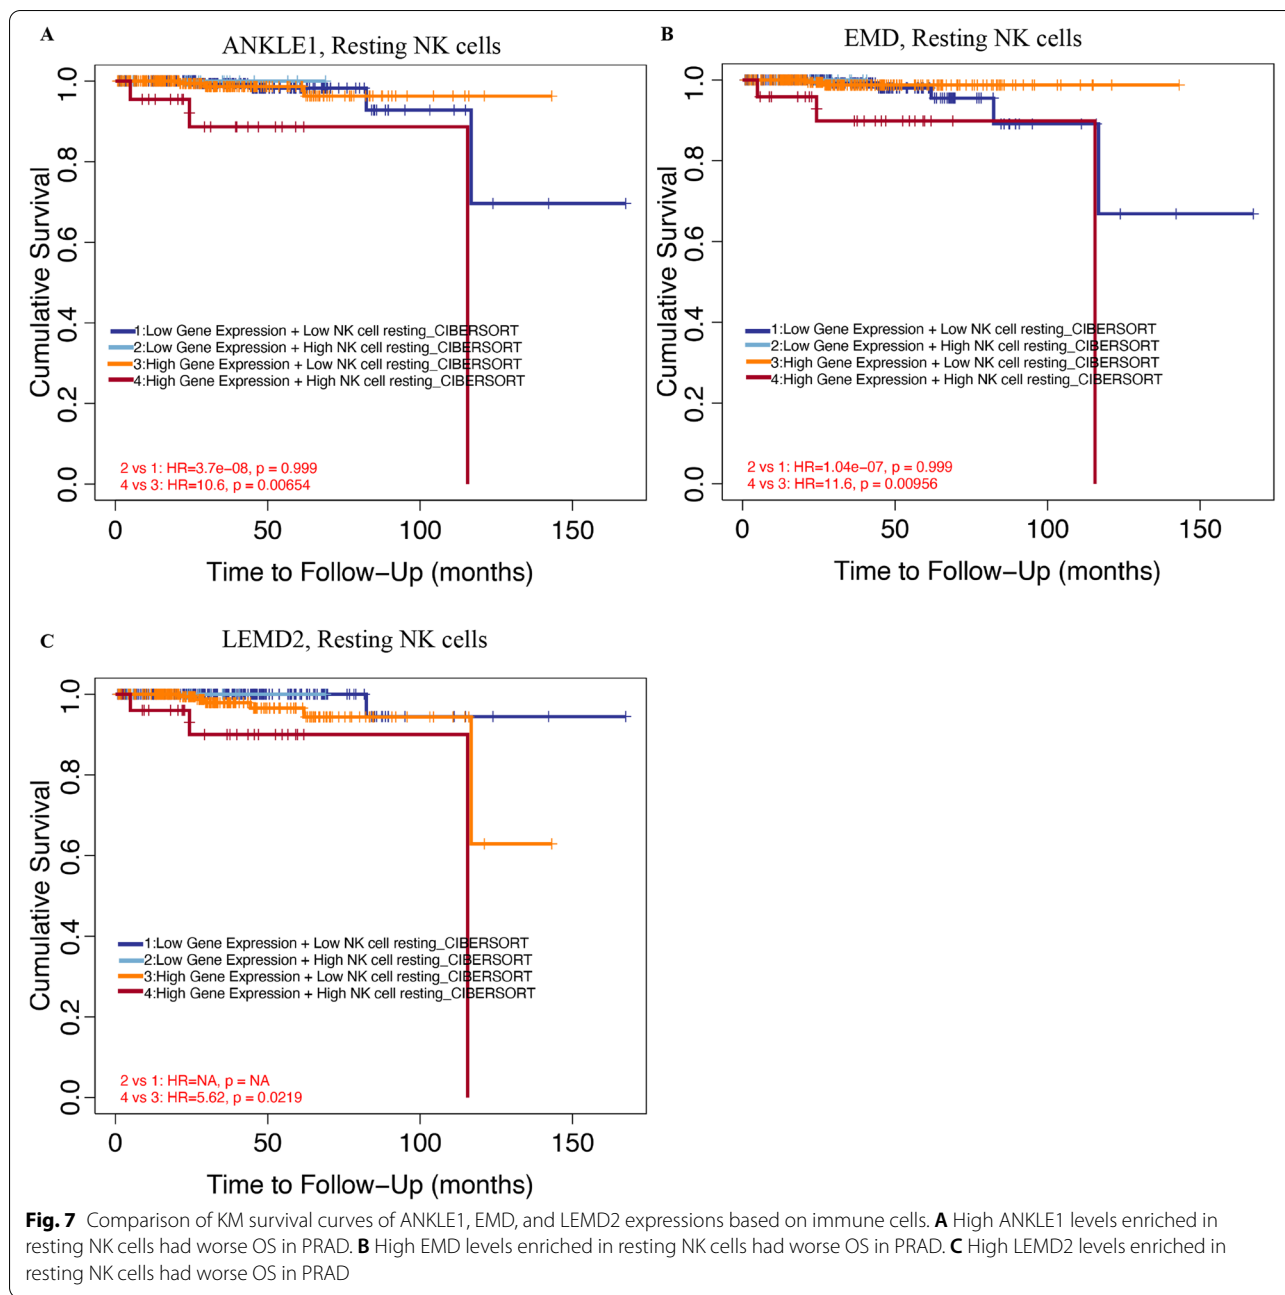 A
ANKLE1, Resting NK cells
Cumulative Survival
1.0
0.8
0.6
0.4
0.2
0.0
1:Low Gene Expression + Low NK cell resting_CIBERSORT
2:Low Gene Expression + High NK cell resting_CIBERSORT
3:High Gene Expression + Low NK cell resting_CIBERSORT
4:High Gene Expression + High NK cell resting_CIBERSORT
2 vs 1: HR=3.7e−08, p = 0.999
4 vs 3: HR=10.6, p = 0.00654
0 50 100 150
Time to Follow−Up (months)
B
EMD, Resting NK cells
Cumulative Survival
1.0
0.8
0.6
0.4
0.2
0.0
1:Low Gene Expression + Low NK cell resting_CIBERSORT
2:Low Gene Expression + High NK cell resting_CIBERSORT
3:High Gene Expression + Low NK cell resting_CIBERSORT
4:High Gene Expression + High NK cell resting_CIBERSORT
2 vs 1: HR=1.04e−07, p = 0.999
4 vs 3: HR=11.6, p = 0.00956
0 50 100 150
Time to Follow−Up (months)
C
LEMD2, Resting NK cells
Cumulative Survival
1.0
0.8
0.6
0.4
0.2
0.0
1:Low Gene Expression + Low NK cell resting_CIBERSORT
2:Low Gene Expression + High NK cell resting_CIBERSORT
3:High Gene Expression + Low NK cell resting_CIBERSORT
4:High Gene Expression + High NK cell resting_CIBERSORT
2 vs 1: HR=NA, p = NA
4 vs 3: HR=5.62, p = 0.0219
0 50 100 150
Time to Follow−Up (months)
Fig. 7 Comparison of KM survival curves of ANKLE1, EMD, and LEMD2 expressions based on immune cells. A High ANKLE1 levels enriched in
resting NK cells had worse OS in PRAD. B High EMD levels enriched in resting NK cells had worse OS in PRAD. C High LEMD2 levels enriched in
resting NK cells had worse OS in PRAD